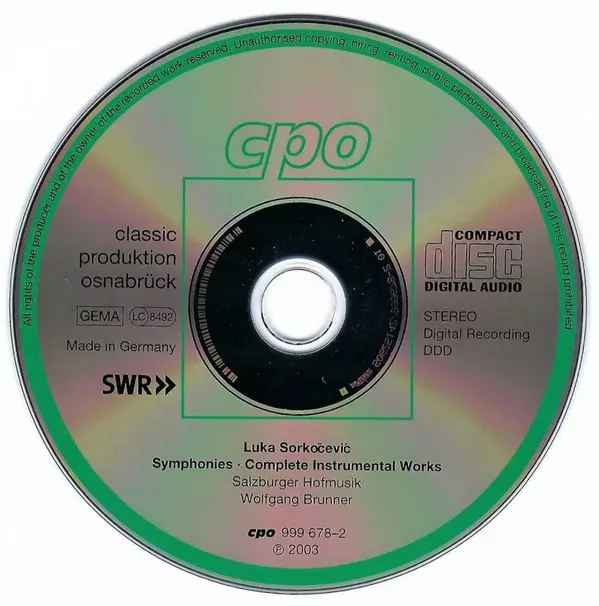 All rights of the producer and of the owner of the recorded work reserved. Unauthorised copying, hiring, renting, public performance and broadcasting of this record prohibited
cpo
classic
produktion
osnabrück
GEMA LC 8492
Made in Germany
SWR>>
COMPACT
disc
DIGITAL AUDIO
STEREO
Digital Recording
DDD
Luka Sorkočević
Symphonies · Complete Instrumental Works
Salzburger Hofmusik
Wolfgang Brunner
cpo 999 678–2
℗ 2003